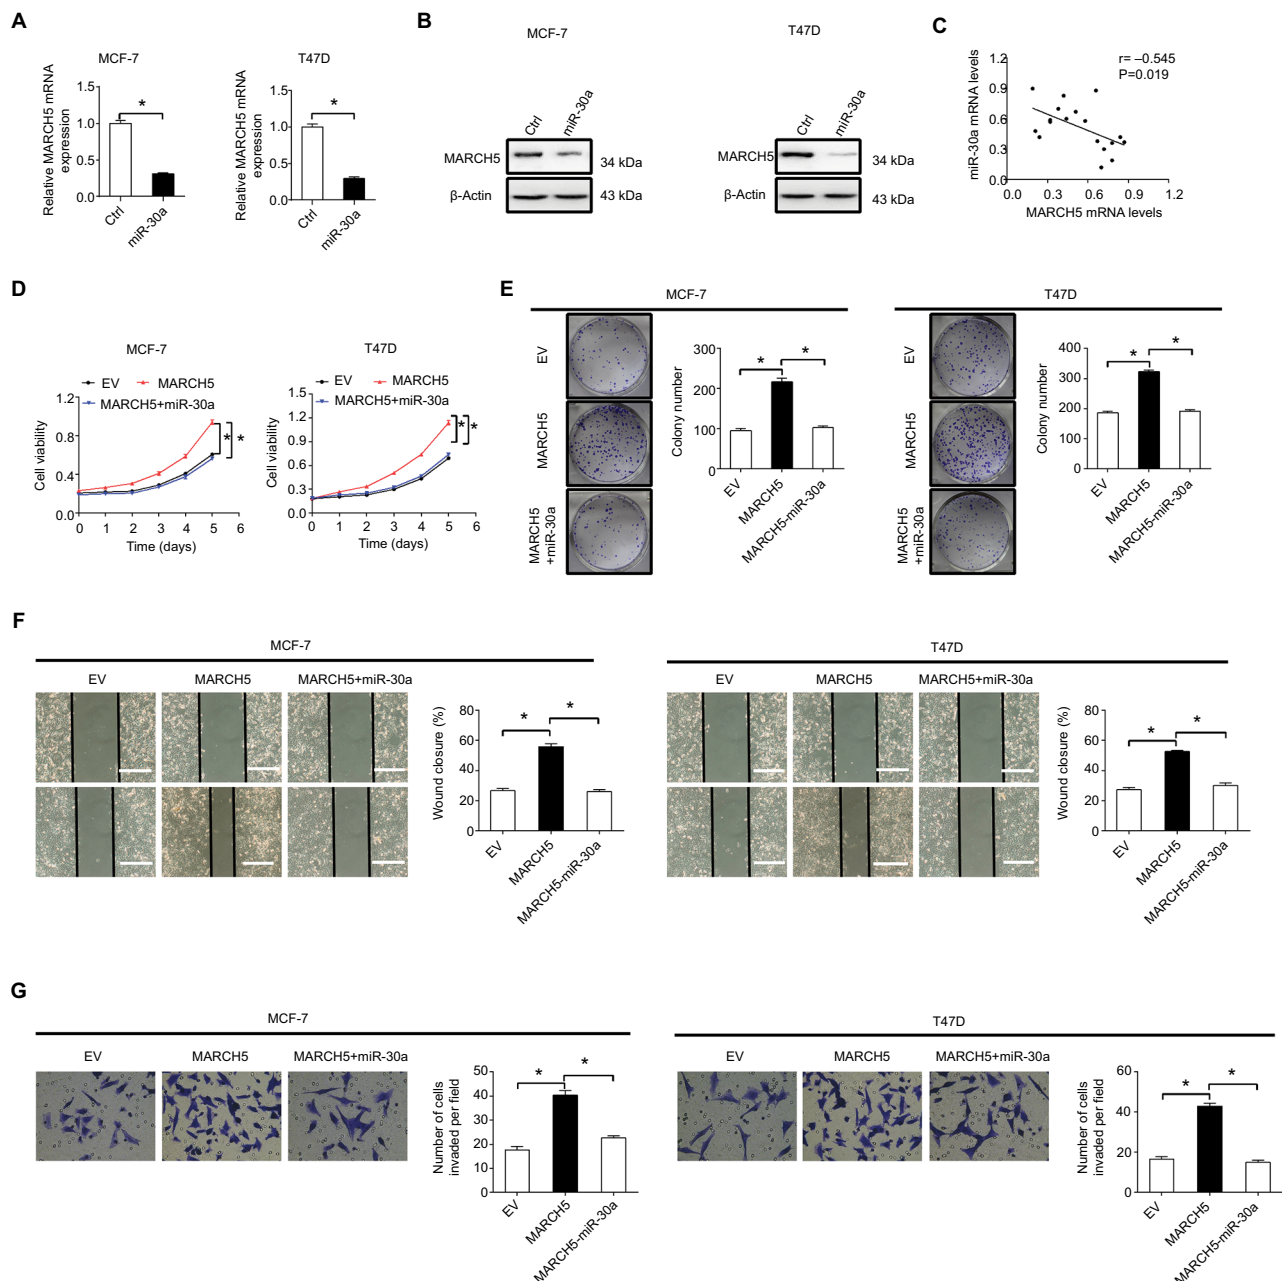 A
MCF-7
T47D
Relative MARCH5 mRNA
expression
1.5
1.0
0.5
0.0
*
Ctrl
miR-30a
Relative MARCH5 mRNA
expression
1.5
1.0
0.5
0.0
*
Ctrl
miR-30a
B
MCF-7
T47D
Ctrl
miR-30a
MARCH5
34 kDa
β-Actin
43 kDa
Ctrl
miR-30a
MARCH5
34 kDa
β-Actin
43 kDa
C
r= –0.545
P=0.019
miR-30a mRNA levels
1.2
0.9
0.6
0.3
0.0
0.0 0.3 0.6 0.9 1.2
MARCH5 mRNA levels
D
MCF-7
EV MARCH5
MARCH5+miR-30a
Cell viability
1.2
0.8
0.4
0.0
* *
0 1 2 3 4 5 6
Time (days)
T47D
EV MARCH5
MARCH5+miR-30a
Cell viability
1.5
1.2
0.9
0.6
0.3
0.0
* *
0 1 2 3 4 5 6
Time (days)
E
MCF-7
EV
MARCH5
MARCH5
+miR-30a
Colony number
300
200
100
0
* *
EV
MARCH5
MARCH5-miR-30a
T47D
EV
MARCH5
MARCH5
+miR-30a
Colony number
400
300
200
100
0
* *
EV
MARCH5
MARCH5-miR-30a
F
MCF-7
EV MARCH5 MARCH5+miR-30a
Wound closure (%)
80
60
40
20
0
* *
EV
MARCH5
MARCH5-miR-30a
T47D
EV MARCH5 MARCH5+miR-30a
Wound closure (%)
80
60
40
20
0
* *
EV
MARCH5
MARCH5-miR-30a
G
MCF-7
EV MARCH5 MARCH5+miR-30a
Number of cells
invaded per field
50
40
30
20
10
0
* *
EV
MARCH5
MARCH5-miR-30a
T47D
EV MARCH5 MARCH5+miR-30a
Number of cells
invaded per field
60
40
20
0
* *
EV
MARCH5
MARCH5-miR-30a